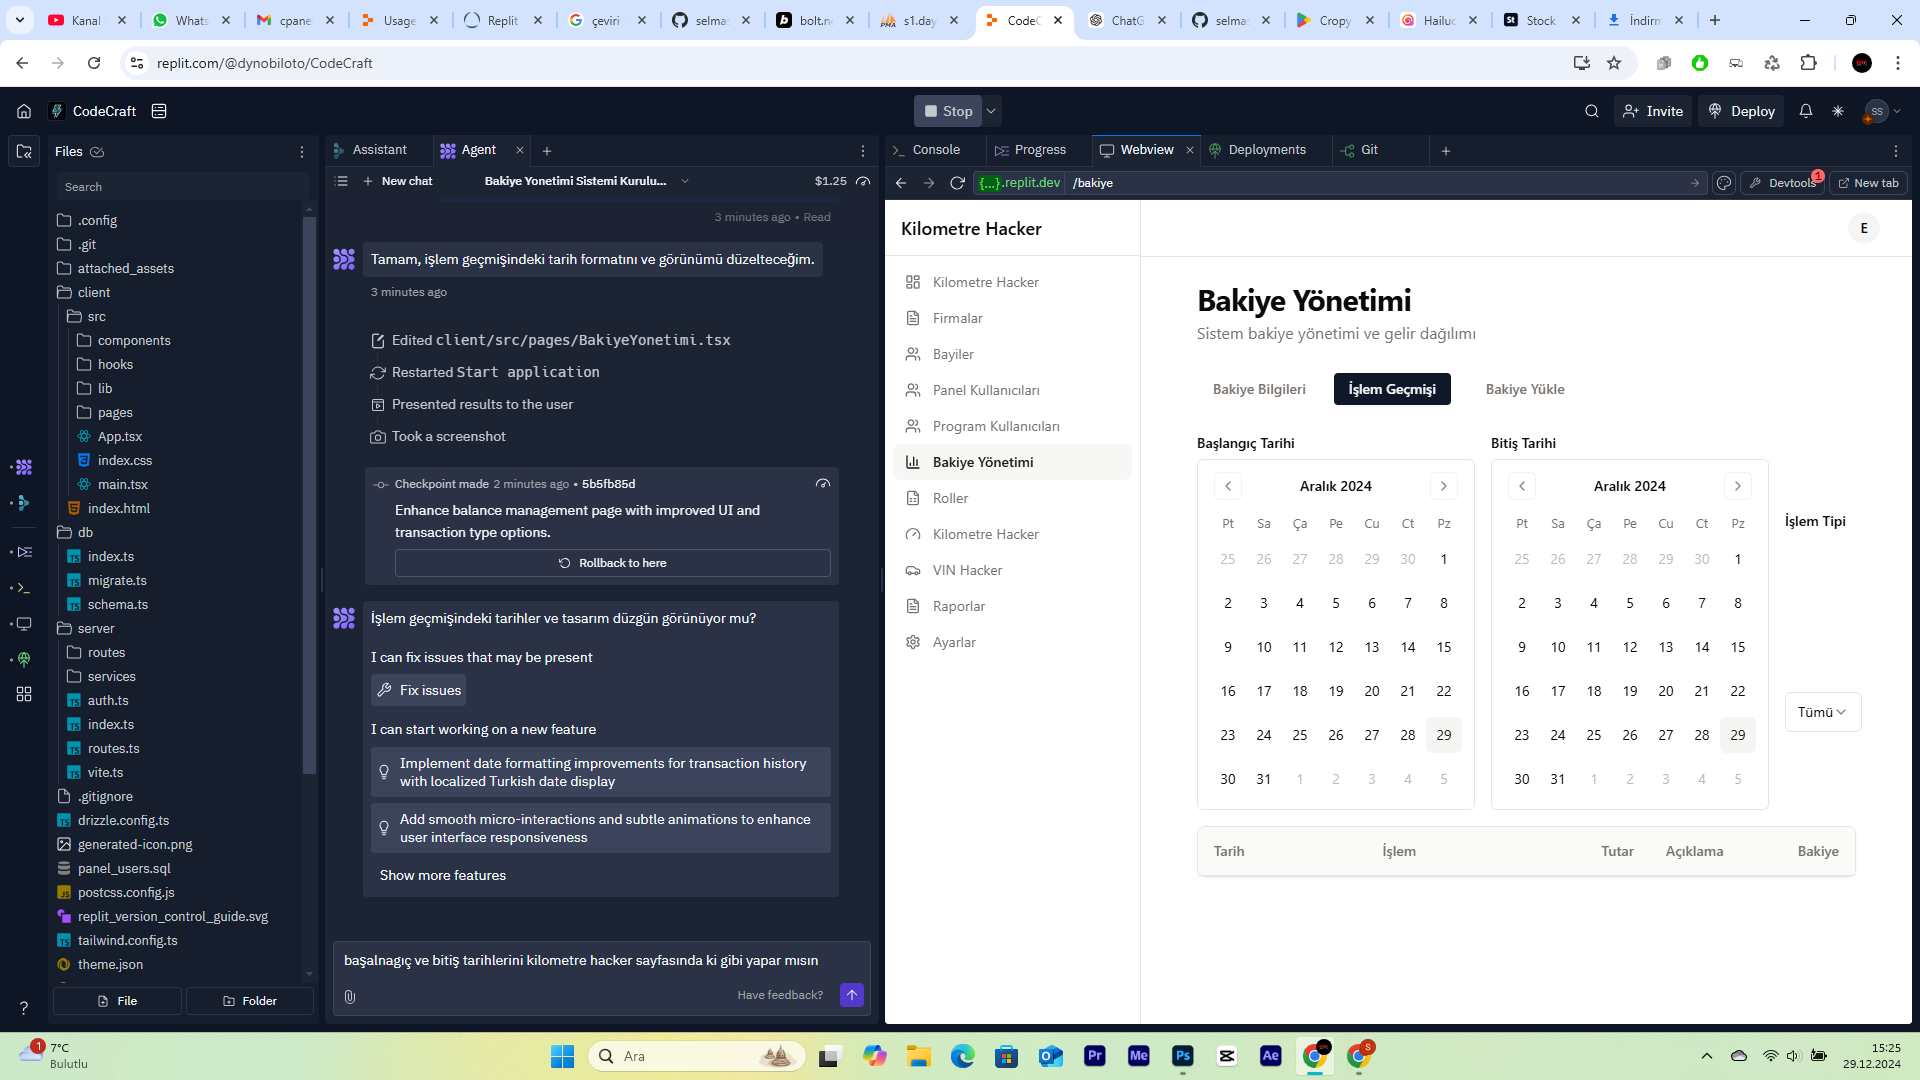 Kanal
Whats
cpane
Usage
Replit
çeviri -
selma
bolt.ne
s1.day
CodeC
ChatG
selma
Cropy
Hailuo
Stock
İndirm
replit.com/@dynobiloto/CodeCraft
CodeCraft
Stop
Invite
Deploy
SS
Files
Search
.config
.git
attached_assets
client
src
components
hooks
lib
pages
App.tsx
index.css
main.tsx
index.html
db
index.ts
migrate.ts
schema.ts
server
routes
services
auth.ts
index.ts
routes.ts
vite.ts
.gitignore
drizzle.config.ts
generated-icon.png
panel_users.sql
postcss.config.js
replit_version_control_guide.svg
tailwind.config.ts
theme.json
File
Folder
Assistant
Agent
New chat
Bakiye Yonetimi Sistemi Kurulu...
$1.25
3 minutes ago • Read
Tamam, işlem geçmişindeki tarih formatını ve görünümü düzelteceğim.
3 minutes ago
Edited client/src/pages/BakiyeYonetimi.tsx
Restarted Start application
Presented results to the user
Took a screenshot
Checkpoint made 2 minutes ago • 5b5fb85d
Enhance balance management page with improved UI and
transaction type options.
Rollback to here
İşlem geçmişindeki tarihler ve tasarım düzgün görünüyor mu?
I can fix issues that may be present
Fix issues
I can start working on a new feature
Implement date formatting improvements for transaction history
with localized Turkish date display
Add smooth micro-interactions and subtle animations to enhance
user interface responsiveness
Show more features
başalnagıç ve bitiş tarihlerini kilometre hacker sayfasında ki gibi yapar mısın
Have feedback?
Console
Progress
Webview
Deployments
Git
{...}.replit.dev
/bakiye
Devtools
1
New tab
Kilometre Hacker
E
Kilometre Hacker
Firmalar
Bayiler
Panel Kullanıcıları
Program Kullanıcıları
Bakiye Yönetimi
Roller
Kilometre Hacker
VIN Hacker
Raporlar
Ayarlar
Bakiye Yönetimi
Sistem bakiye yönetimi ve gelir dağılımı
Bakiye Bilgileri
İşlem Geçmişi
Bakiye Yükle
Başlangıç Tarihi
Aralık 2024
Pt Sa Ça Pe Cu Ct Pz
25 26 27 28 29 30 1
2 3 4 5 6 7 8
9 10 11 12 13 14 15
16 17 18 19 20 21 22
23 24 25 26 27 28 29
30 31 1 2 3 4 5
Bitiş Tarihi
Aralık 2024
Pt Sa Ça Pe Cu Ct Pz
25 26 27 28 29 30 1
2 3 4 5 6 7 8
9 10 11 12 13 14 15
16 17 18 19 20 21 22
23 24 25 26 27 28 29
30 31 1 2 3 4 5
İşlem Tipi
Tümü
Tarih İşlem Tutar Açıklama Bakiye
1
7°C
Bulutlu
Ara
Pr
Me
Ps
Ae
S
15:25
29.12.2024